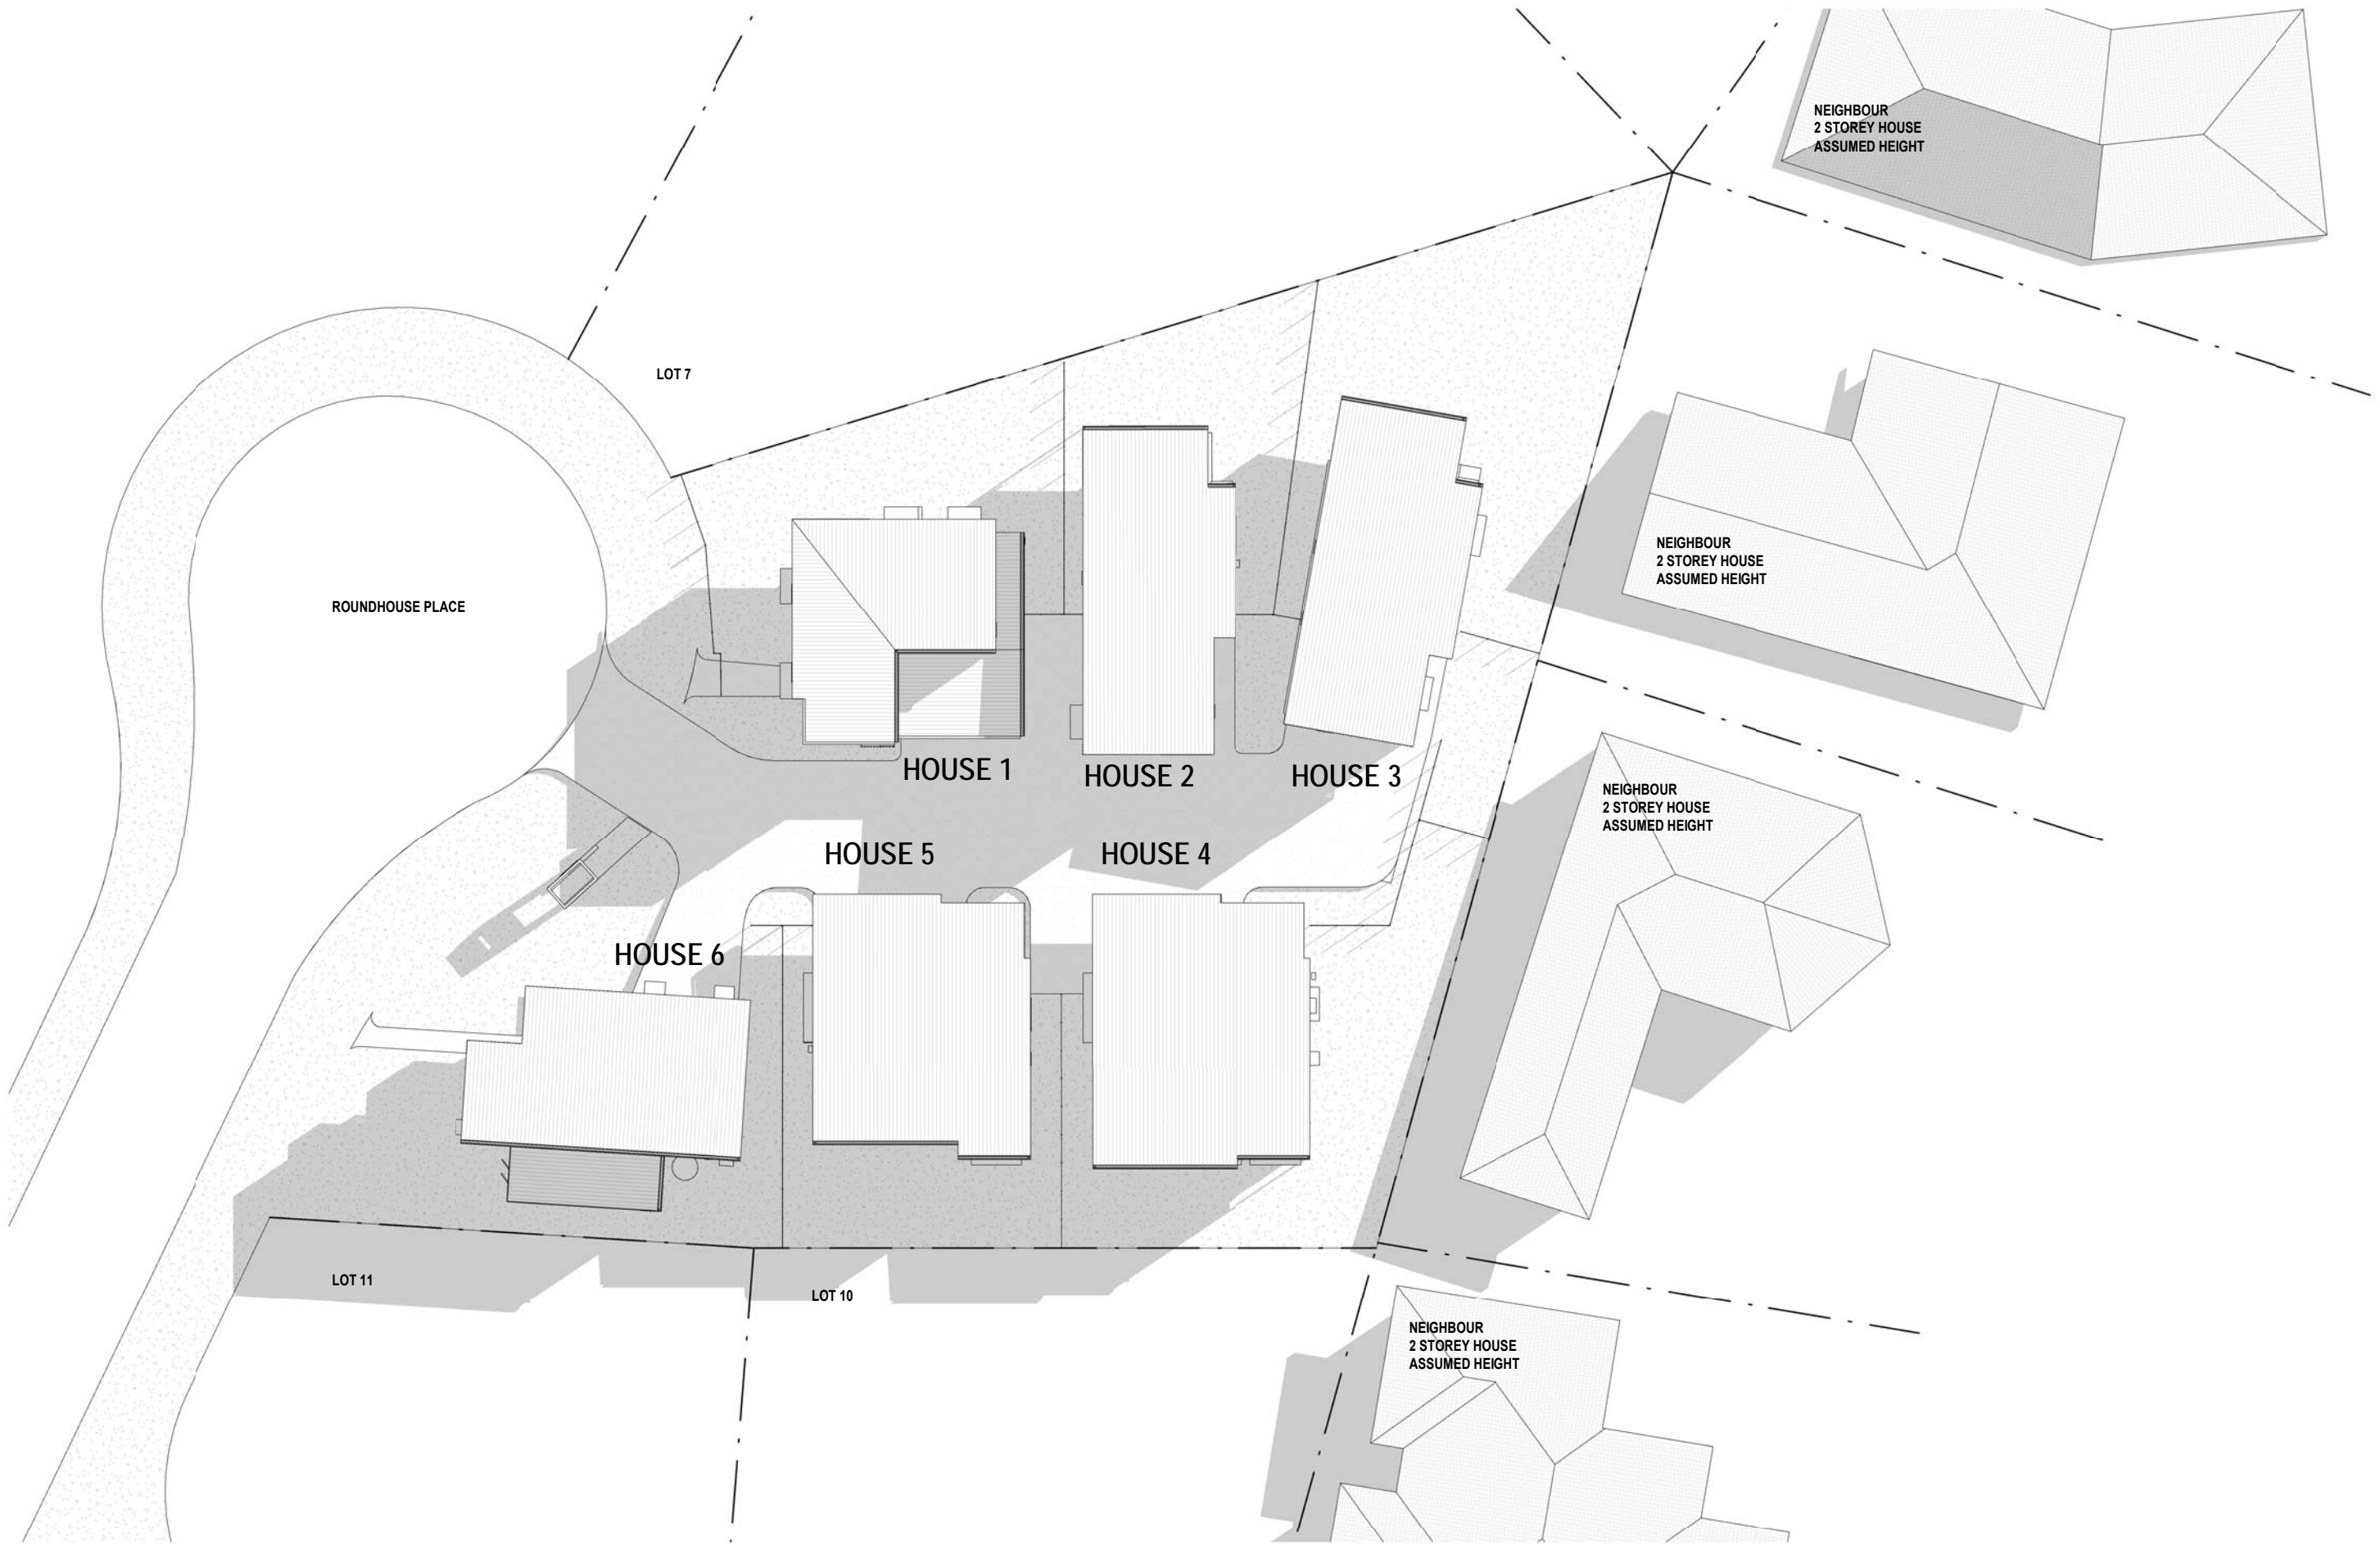 NEIGHBOUR
2 STOREY HOUSE
ASSUMED HEIGHT
LOT 7
NEIGHBOUR
2 STOREY HOUSE
ASSUMED HEIGHT
ROUNDHOUSE PLACE
HOUSE 1
HOUSE 2
HOUSE 3
NEIGHBOUR
2 STOREY HOUSE
ASSUMED HEIGHT
HOUSE 5
HOUSE 4
HOUSE 6
LOT 11
LOT 10
NEIGHBOUR
2 STOREY HOUSE
ASSUMED HEIGHT